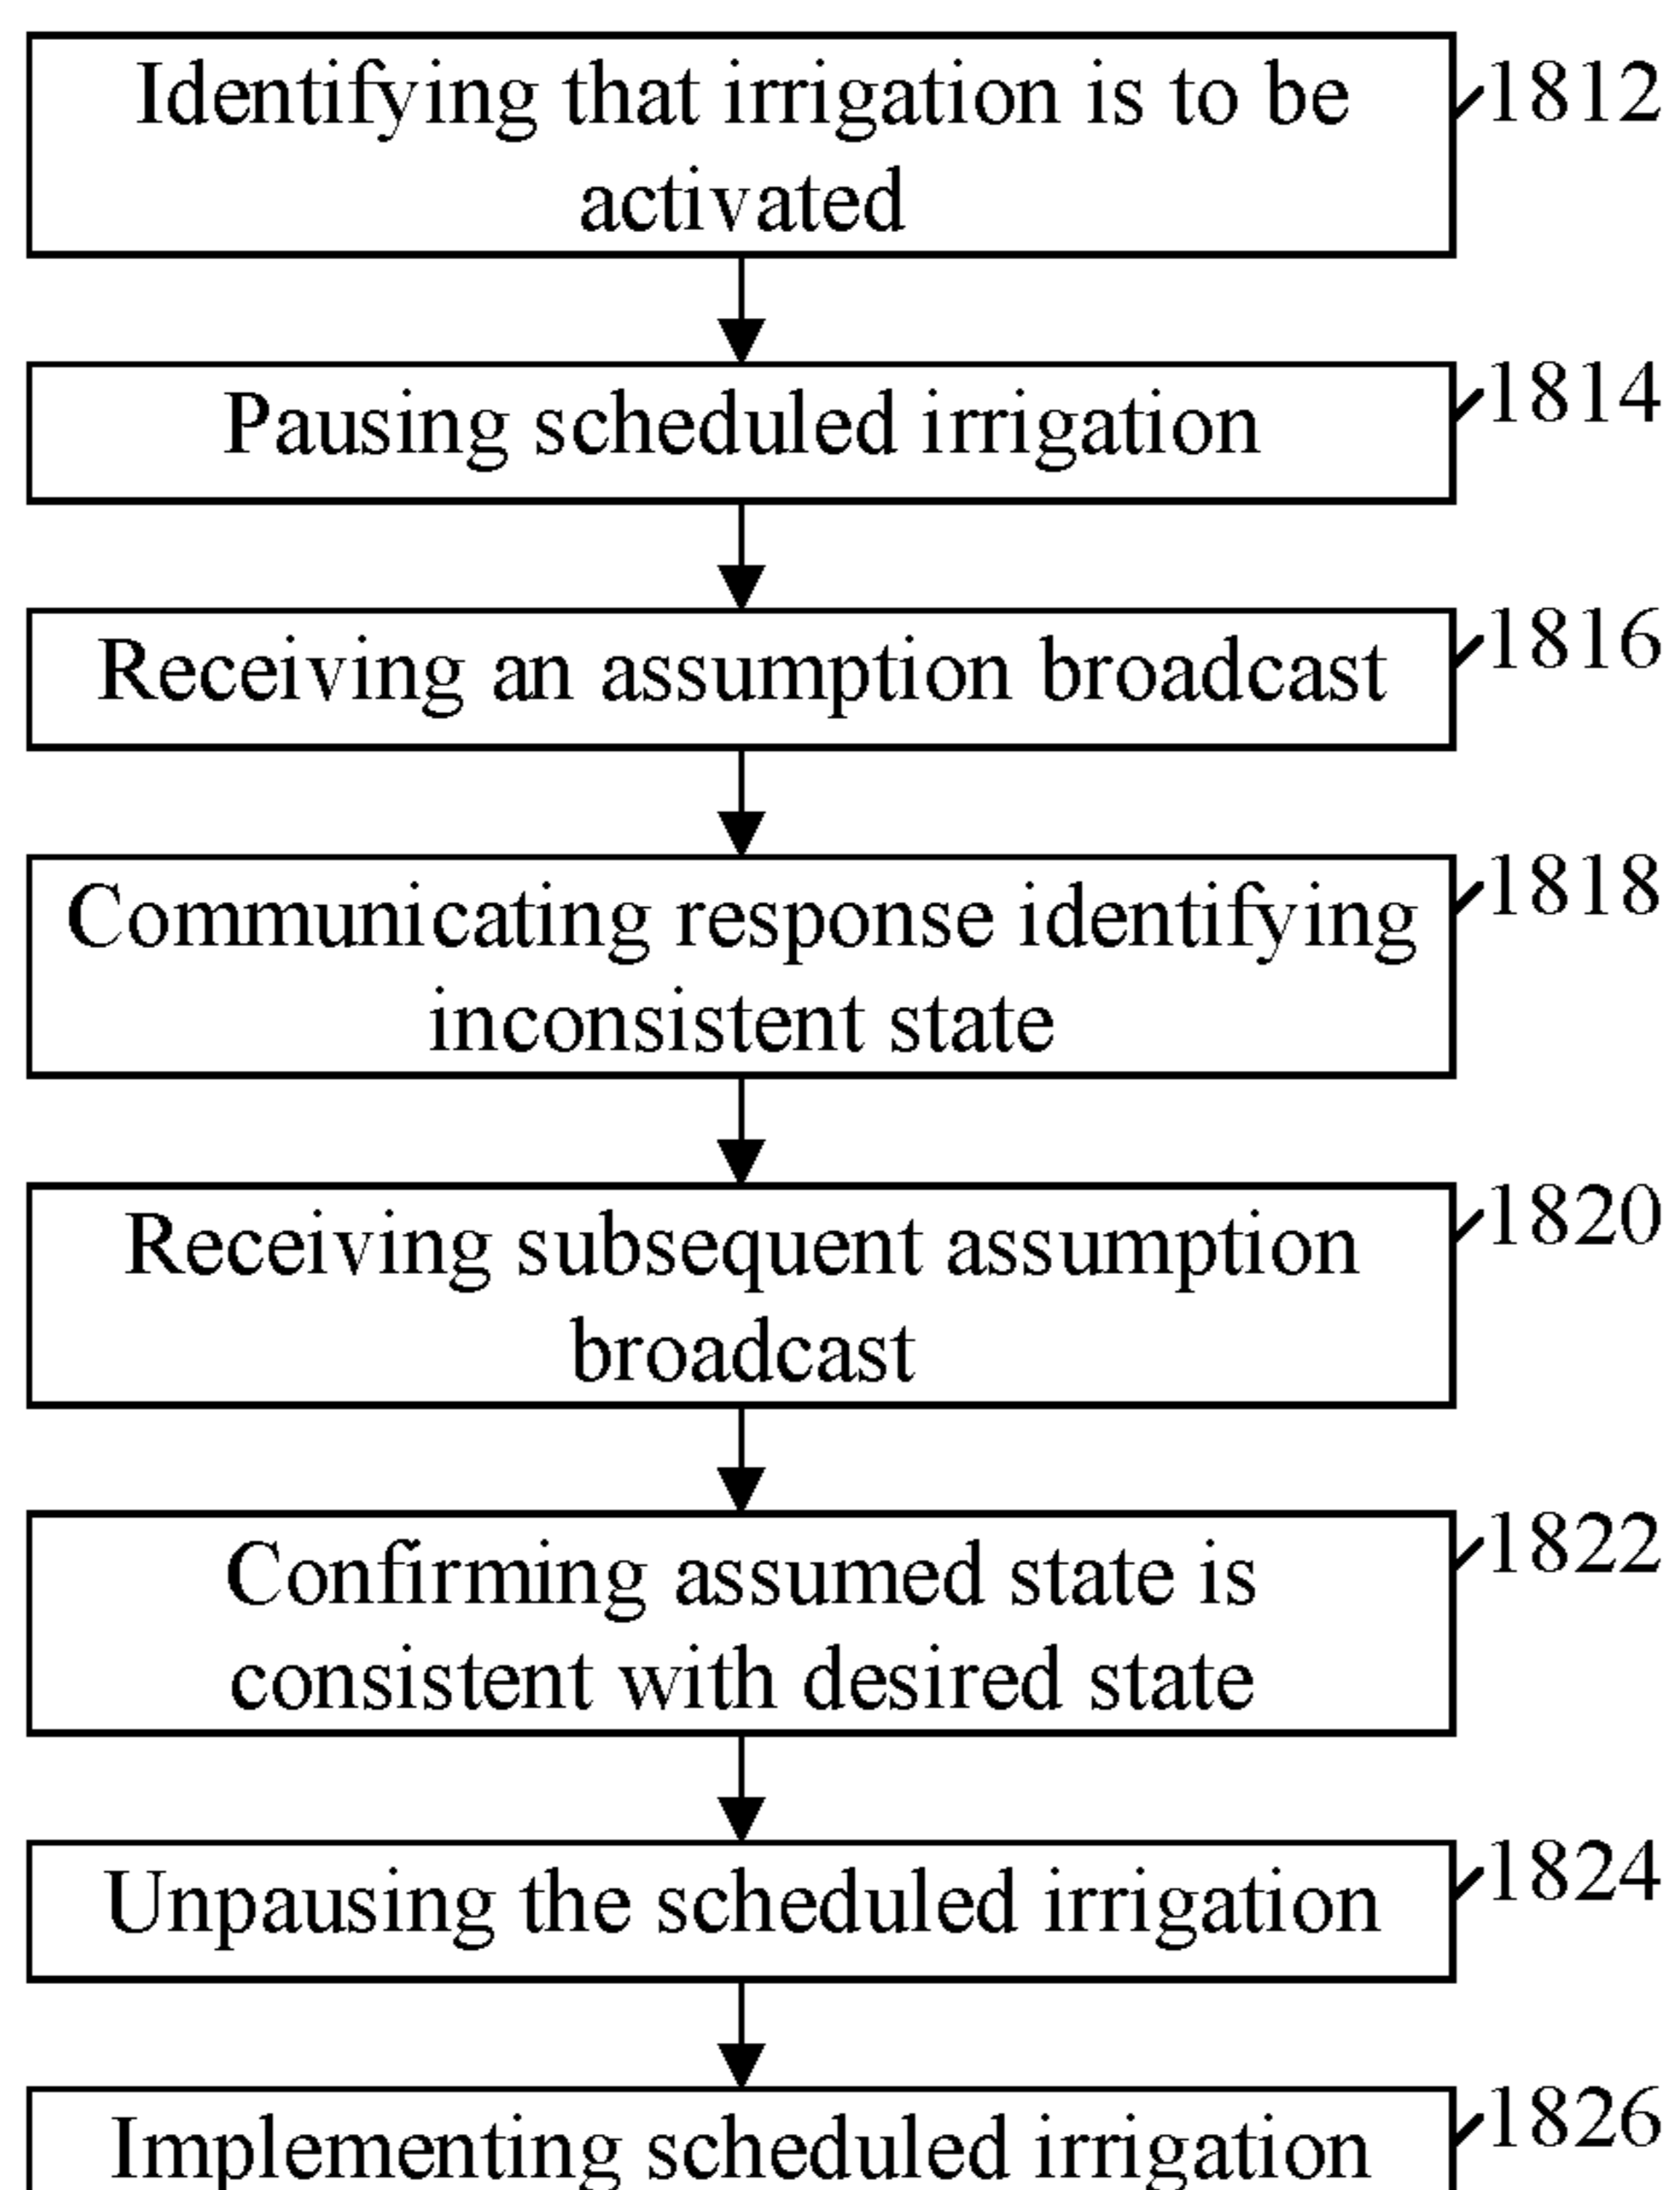 Identifying that irrigation is to be
activated
1812
Pausing scheduled irrigation
1814
Receiving an assumption broadcast
1816
Communicating response identifying
inconsistent state
1818
Receiving subsequent assumption
broadcast
1820
Confirming assumed state is
consistent with desired state
1822
Unpausing the scheduled irrigation
1824
Implementing scheduled irrigation
1826